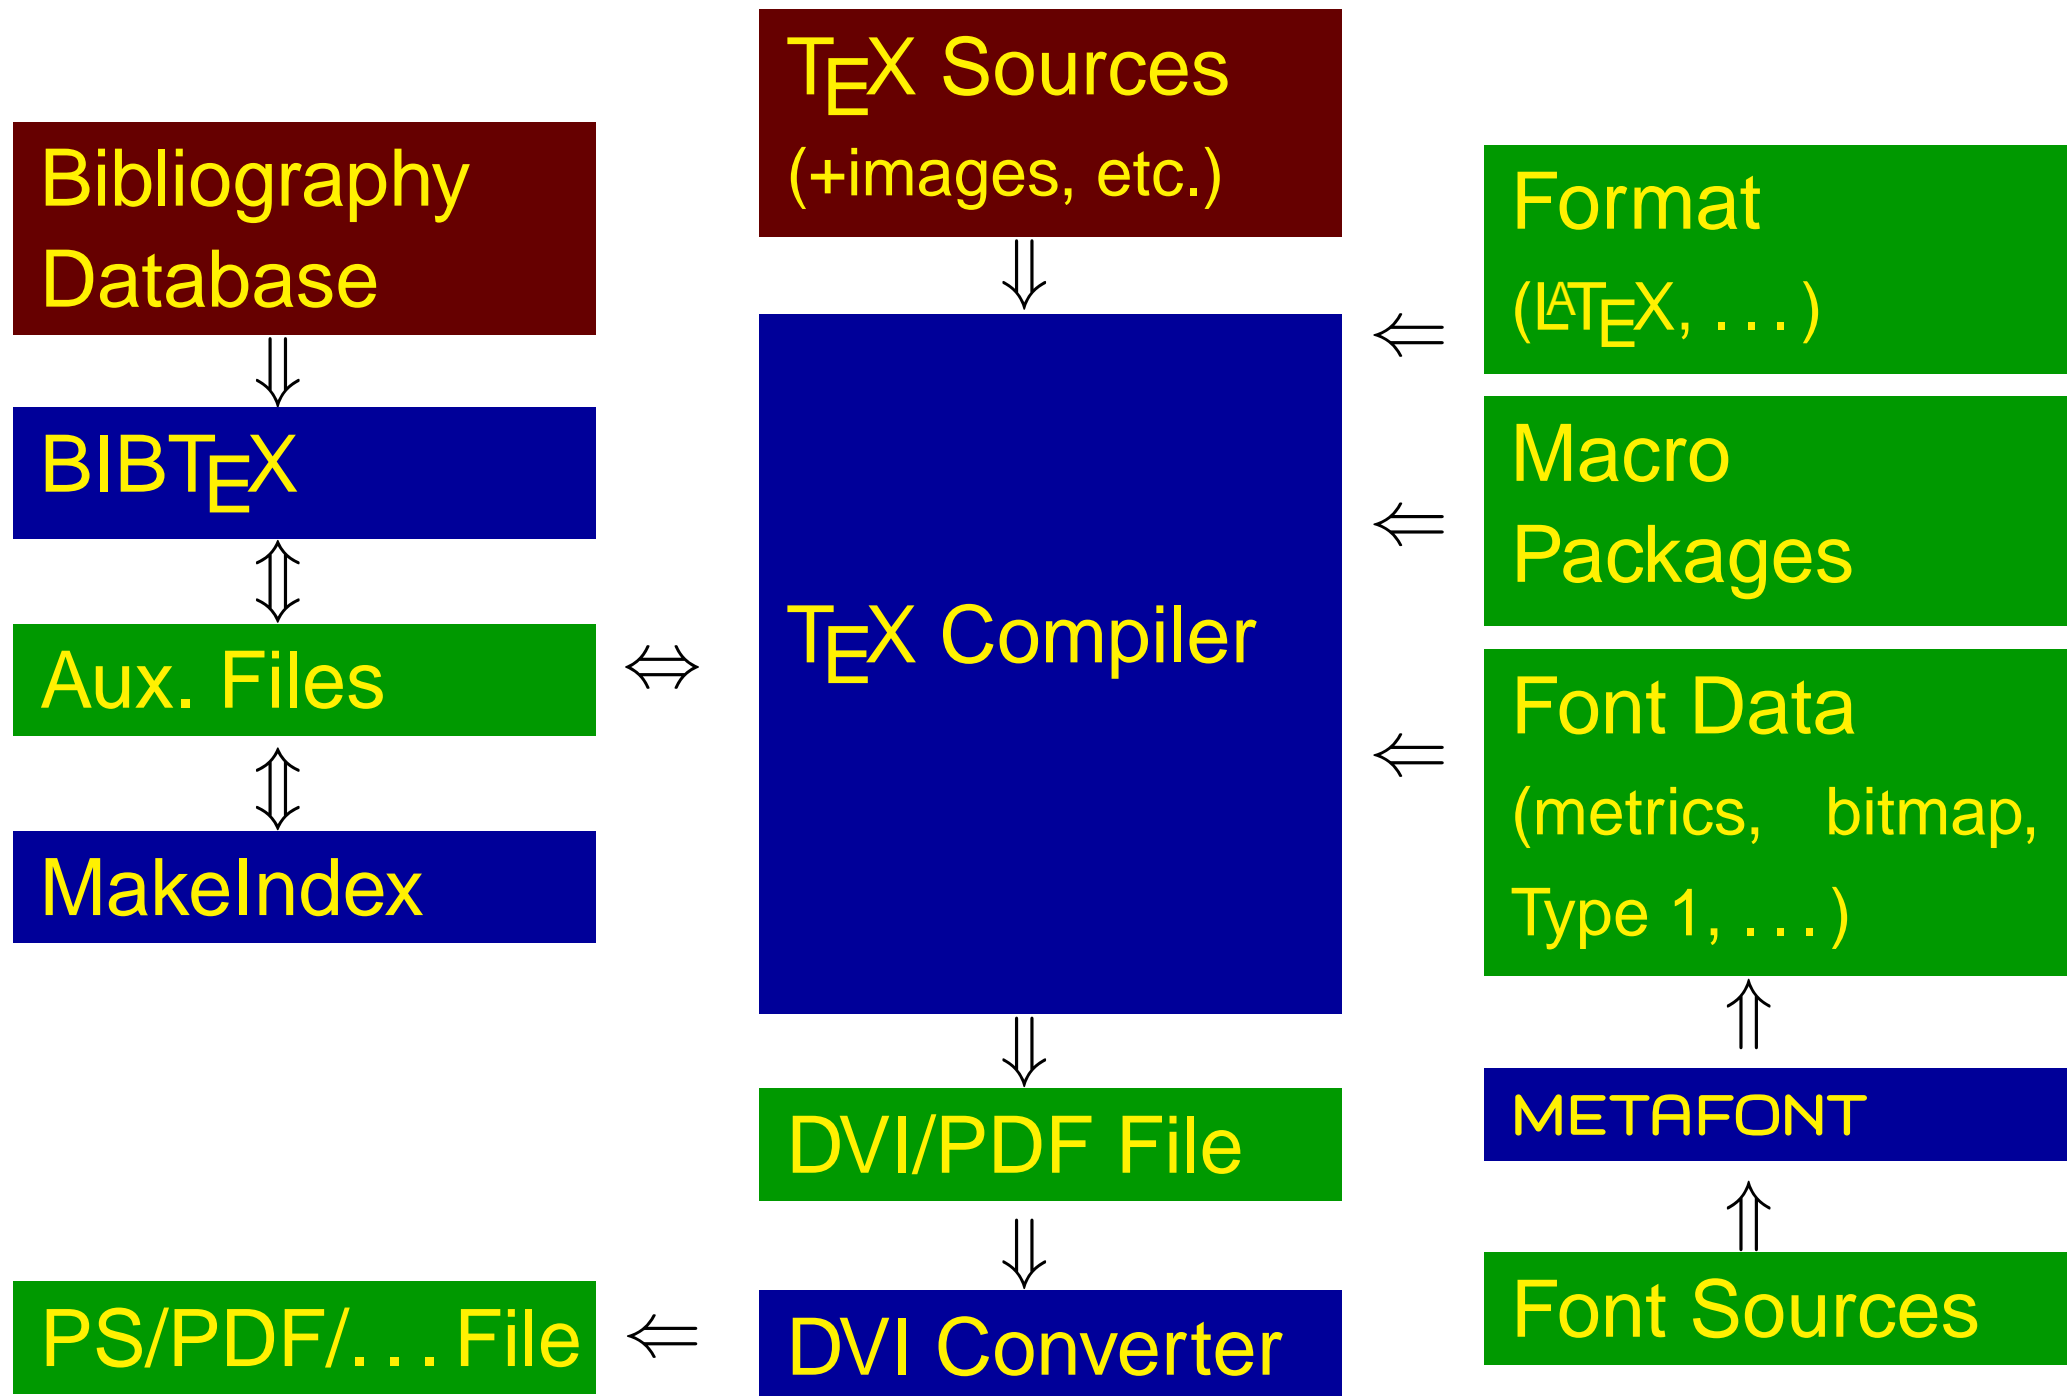 TEX Sources
(+images, etc.)
Bibliography
Database
BIBTEX
Aux. Files
MakeIndex
TEX Compiler
Format
(LATEX, . . . )
Macro
Packages
Font Data
(metrics, bitmap,
Type 1, . . . )
METAFONT
Font Sources
DVI/PDF File
DVI Converter
PS/PDF/. . . File